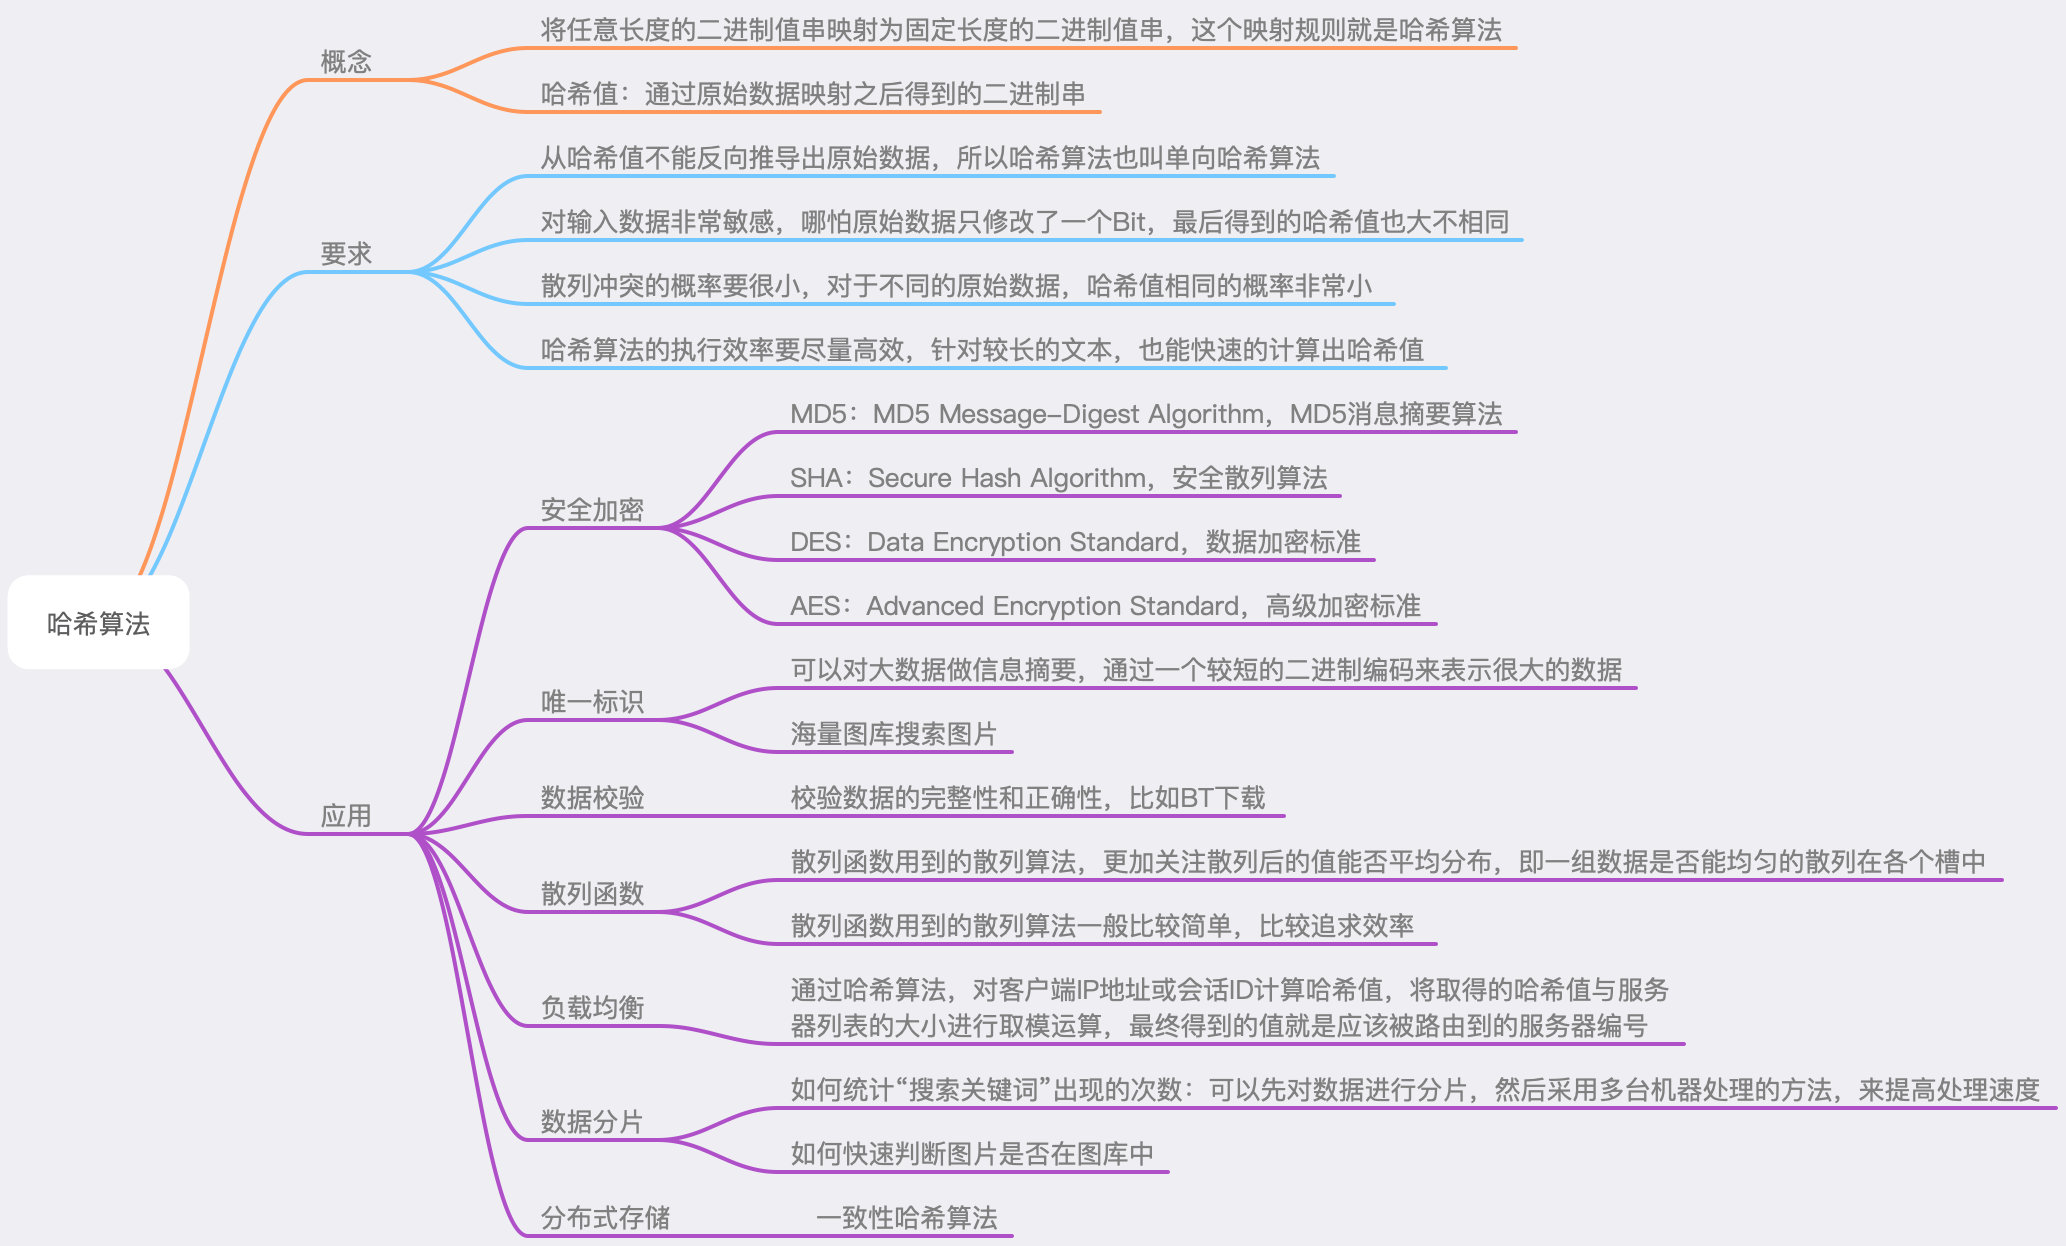 哈希算法
概念
将任意长度的二进制值串映射为固定长度的二进制值串，这个映射规则就是哈希算法
哈希值：通过原始数据映射之后得到的二进制串
要求
从哈希值不能反向推导出原始数据，所以哈希算法也叫单向哈希算法
对输入数据非常敏感，哪怕原始数据只修改了一个Bit，最后得到的哈希值也大不相同
散列冲突的概率要很小，对于不同的原始数据，哈希值相同的概率非常小
哈希算法的执行效率要尽量高效，针对较长的文本，也能快速的计算出哈希值
应用
安全加密
MD5：MD5 Message-Digest Algorithm，MD5消息摘要算法
SHA：Secure Hash Algorithm，安全散列算法
DES：Data Encryption Standard，数据加密标准
AES：Advanced Encryption Standard，高级加密标准
唯一标识
可以对大数据做信息摘要，通过一个较短的二进制编码来表示很大的数据
海量图库搜索图片
数据校验
校验数据的完整性和正确性，比如BT下载
散列函数
散列函数用到的散列算法，更加关注散列后的值能否平均分布，即一组数据是否能均匀的散列在各个槽中
散列函数用到的散列算法一般比较简单，比较追求效率
负载均衡
通过哈希算法，对客户端IP地址或会话ID计算哈希值，将取得的哈希值与服务
器列表的大小进行取模运算，最终得到的值就是应该被路由到的服务器编号
数据分片
如何统计“搜索关键词”出现的次数：可以先对数据进行分片，然后采用多台机器处理的方法，来提高处理速度
如何快速判断图片是否在图库中
分布式存储
一致性哈希算法